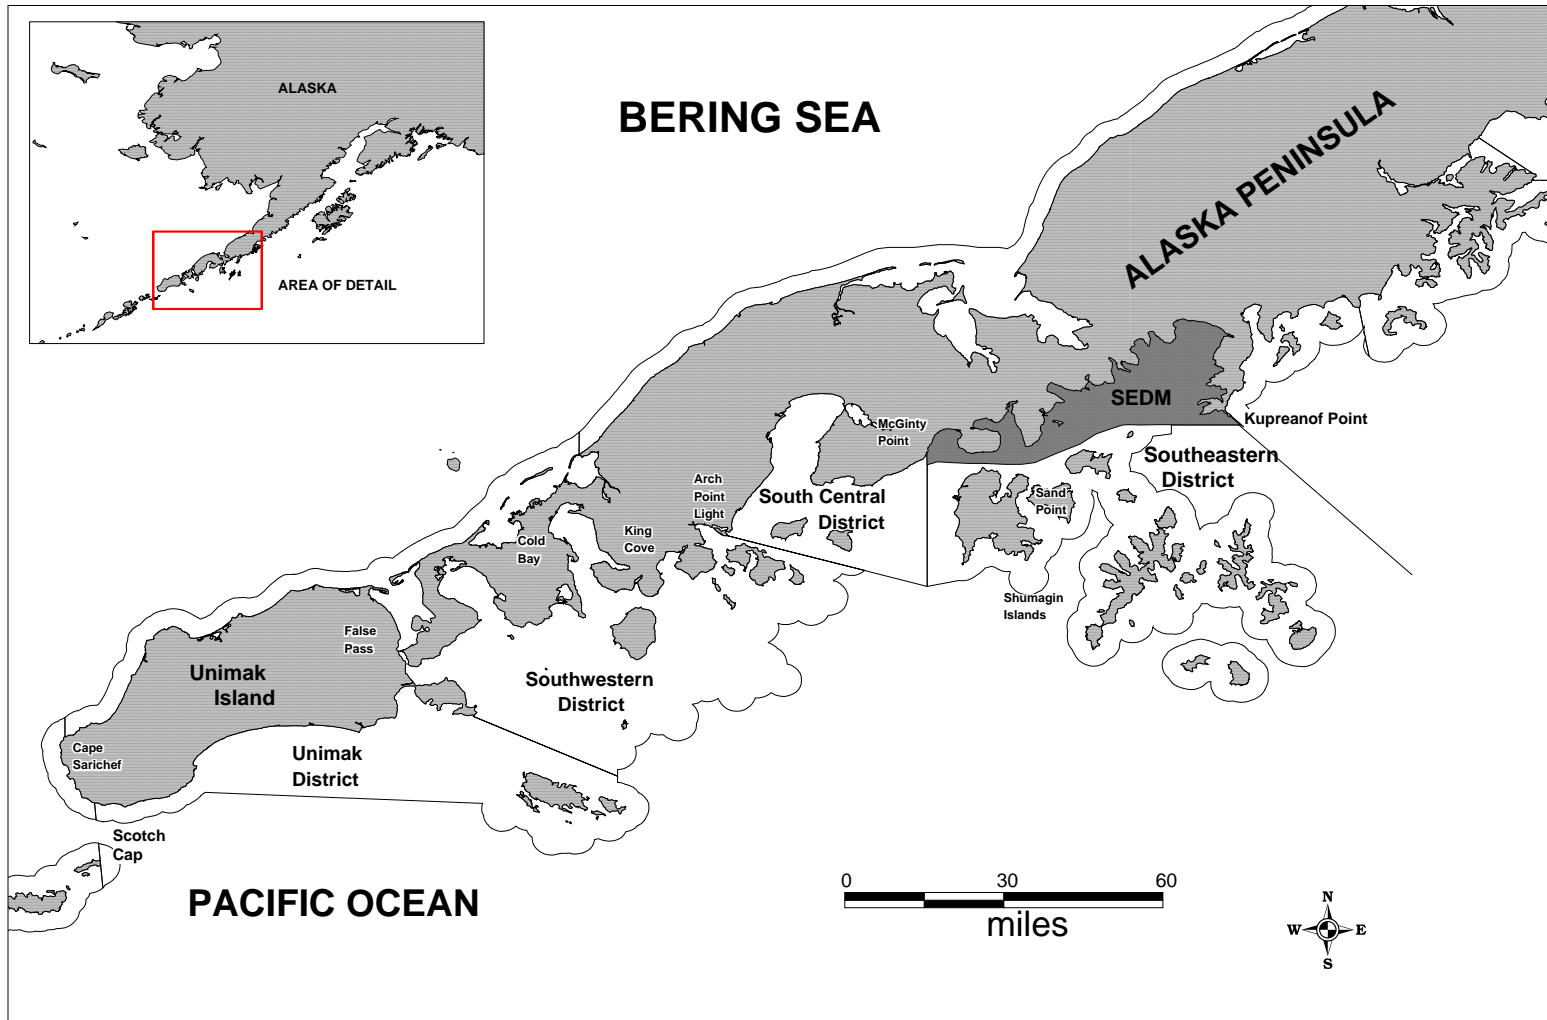 ALASKA
AREA OF DETAIL
BERING SEA
ALASKA PENINSULA
SEDM
Kupreanof Point
McGinty
Point
Southeastern
District
Arch
Point
Light
South Central
District
Sand
Point
King
Cove
Cold
Bay
Shumagin
Islands
False
Pass
Unimak
Island
Southwestern
District
Cape
Sarichef
Unimak
District
Scotch
Cap
PACIFIC OCEAN
0 30 60
miles
N
W E
S